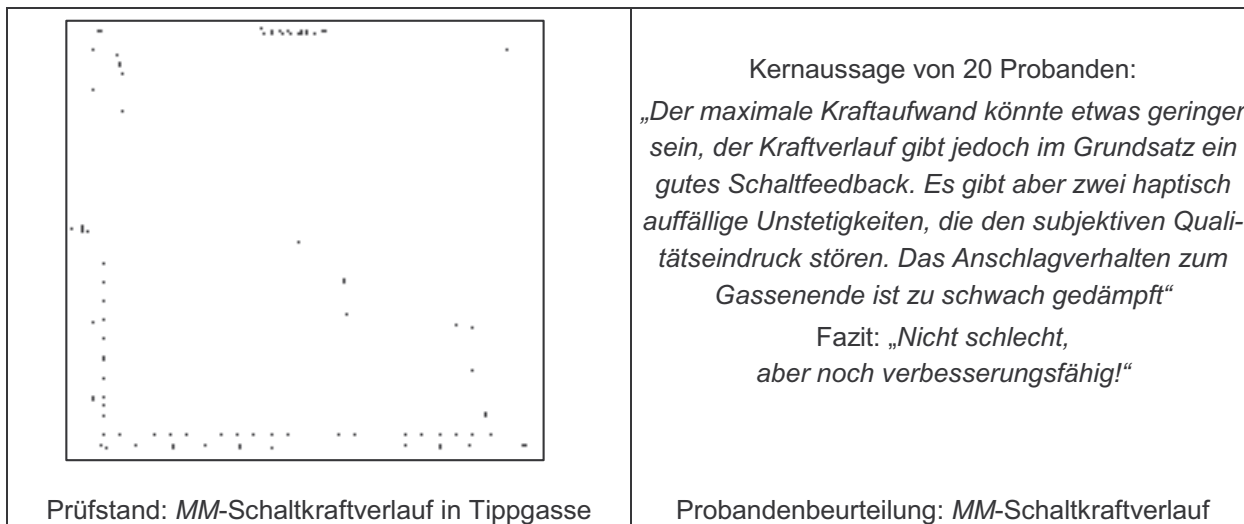 Kernaussage von 20 Probanden:
„Der maximale Kraftaufwand könnte etwas geringer
sein, der Kraftverlauf gibt jedoch im Grundsatz ein
gutes Schaltfeedback. Es gibt aber zwei haptisch
auffällige Unstetigkeiten, die den subjektiven Quali-
tätseindruck stören. Das Anschlagverhalten zum
Gassenende ist zu schwach gedämpft“
Fazit: „Nicht schlecht,
aber noch verbesserungsfähig!“
Prüfstand: MM-Schaltkraftverlauf in Tippgasse
Probandenbeurteilung: MM-Schaltkraftverlauf